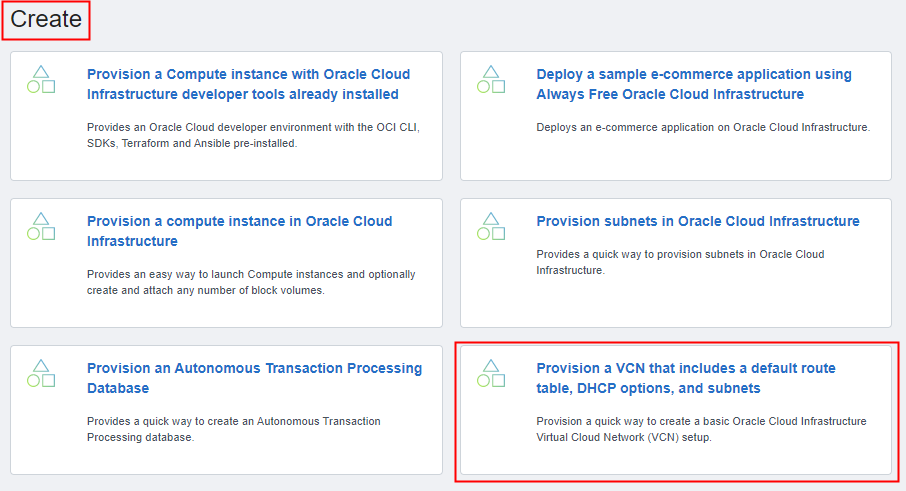 Create
Provision a Compute instance with Oracle Cloud
Infrastructure developer tools already installed
Provides an Oracle Cloud developer environment with the OCI CLI,
SDKs, Terraform and Ansible pre-installed.
Deploy a sample e-commerce application using
Always Free Oracle Cloud Infrastructure
Deploys an e-commerce application on Oracle Cloud Infrastructure.
Provision a compute instance in Oracle Cloud
Infrastructure
Provides an easy way to launch Compute instances and optionally
create and attach any number of block volumes.
Provision subnets in Oracle Cloud Infrastructure
Provides a quick way to provision subnets in Oracle Cloud
Infrastructure.
Provision an Autonomous Transaction Processing
Database
Provides a quick way to create an Autonomous Transaction
Processing database.
Provision a VCN that includes a default route
table, DHCP options, and subnets
Provision a quick way to create a basic Oracle Cloud Infrastructure
Virtual Cloud Network (VCN) setup.